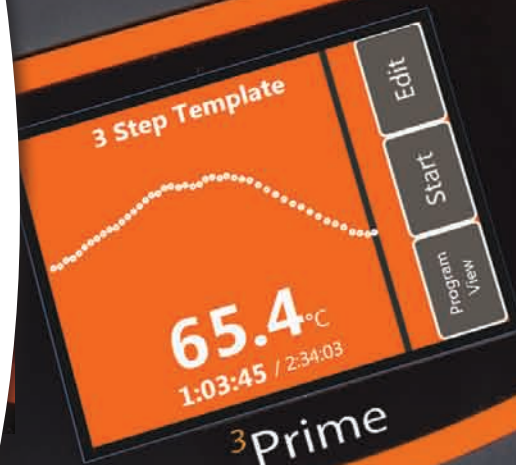 3 Step Template
65.4°C
1:03:45 / 2:34:03
Edit
Start
Program
View
3Prime